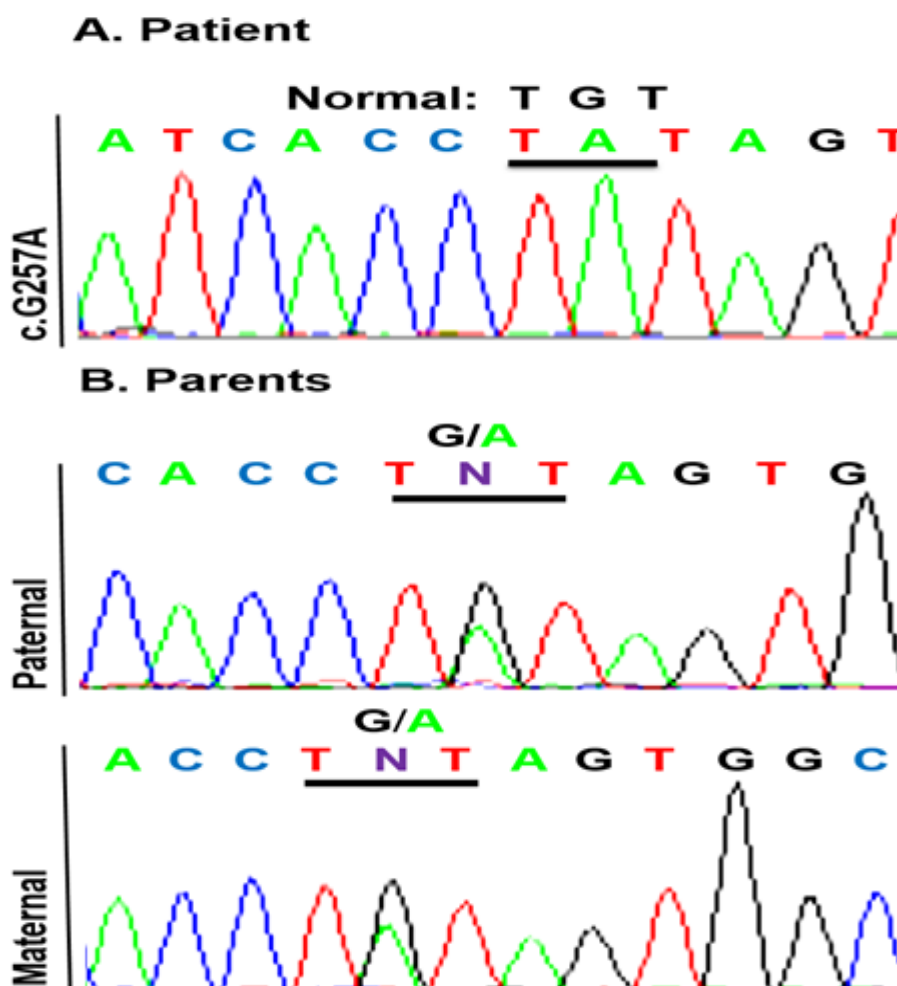 A. Patient
Normal: T G T
A T C A C C T A T A G T
c.G257A
B. Parents
G/A
C A C C T N T A G T G
Paternal
G/A
A C C T N T A G T G G C
Maternal